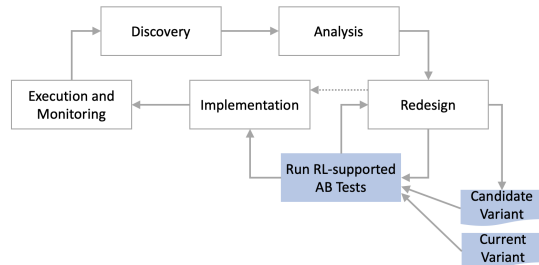 Discovery
Analysis
Execution and
Monitoring
Implementation
Redesign
Run RL-supported
AB Tests
Candidate
Variant
Current
Variant